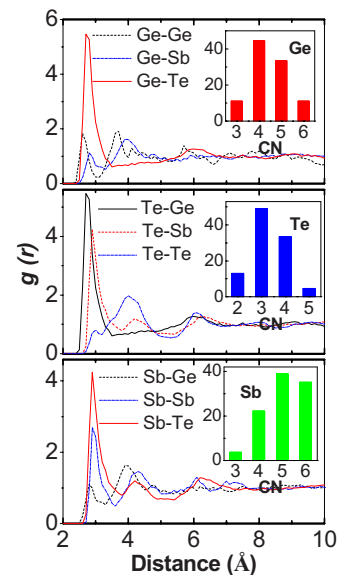 Ge-Ge
Ge-Sb
Ge-Te
Ge
40
20
0
3 4 5 6
CN
6
4
2
0
Te-Ge
Te-Sb
Te-Te
Te
40
20
0
2 3 4 5
CN
4
2
0
g (r)
Sb-Ge
Sb-Sb
Sb-Te
Sb
40
20
0
3 4 5 6
CN
4
2
0
2 4 6 8 10
Distance (Å)